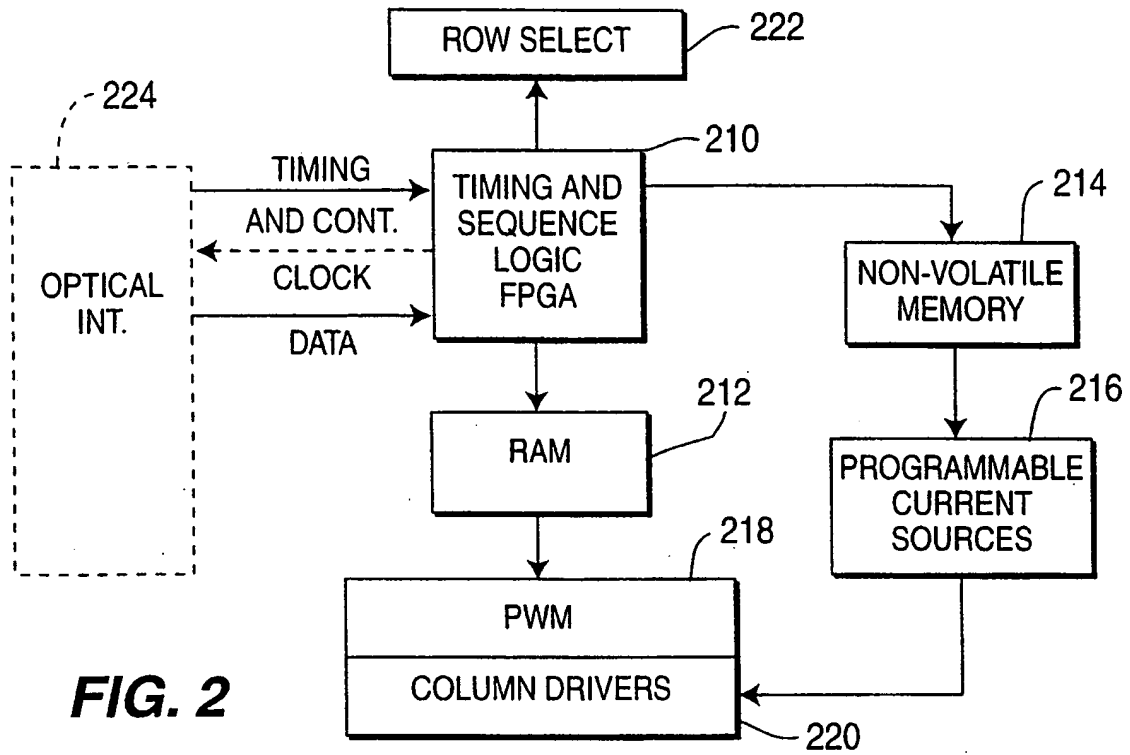 ROW SELECT
222
224
210
TIMING
AND CONT.
CLOCK
DATA
TIMING AND
SEQUENCE
LOGIC
FPGA
214
OPTICAL
INT.
NON-VOLATILE
MEMORY
212
RAM
216
PROGRAMMABLE
CURRENT
SOURCES
218
PWM
COLUMN DRIVERS
220
FIG. 2